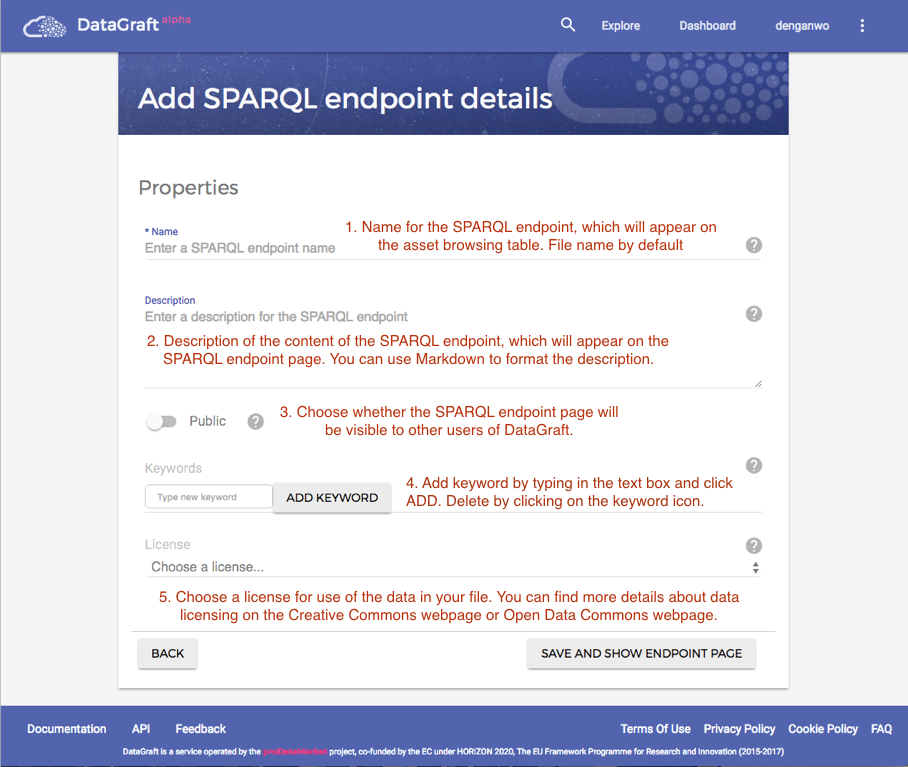 DataGraft alpha
Explore
Dashboard
denganwo
Add SPARQL endpoint details
Properties
* Name
Enter a SPARQL endpoint name
1. Name for the SPARQL endpoint, which will appear on
the asset browsing table. File name by default
?
Description
Enter a description for the SPARQL endpoint
?
2. Description of the content of the SPARQL endpoint, which will appear on the
SPARQL endpoint page. You can use Markdown to format the description.
Public
?
3. Choose whether the SPARQL endpoint page will
be visible to other users of DataGraft.
Keywords
?
Type new keyword
ADD KEYWORD
4. Add keyword by typing in the text box and click
ADD. Delete by clicking on the keyword icon.
License
?
Choose a license...
5. Choose a license for use of the data in your file. You can find more details about data
licensing on the Creative Commons webpage or Open Data Commons webpage.
BACK
SAVE AND SHOW ENDPOINT PAGE
Documentation
API
Feedback
Terms Of Use
Privacy Policy
Cookie Policy
FAQ
DataGraft is a service operated by the project, co-funded by the EC under HORIZON 2020, The EU Framework Programme for Research and Innovation (2015-2017)